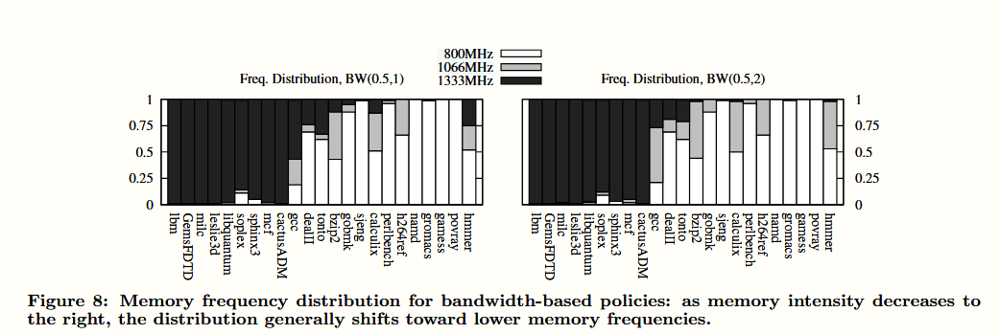 800MHz
1066MHz
1333MHz
Freq. Distribution, BW(0.5,1)
1
0.75
0.5
0.25
0
lbm
GemsFDTD
milc
leslie3d
libquantum
soplex
sphinx3
mcf
cactusADM
gcc
dealII
tonto
bzip2
gobmk
sjeng
calculix
perlbench
h264ref
namd
gromacs
gamess
povray
hmmer
Freq. Distribution, BW(0.5,2)
1
0.75
0.5
0.25
0
lbm
GemsFDTD
milc
leslie3d
libquantum
soplex
sphinx3
mcf
cactusADM
gcc
dealII
tonto
bzip2
gobmk
sjeng
calculix
perlbench
h264ref
namd
gromacs
gamess
povray
hmmer
Figure 8: Memory frequency distribution for bandwidth-based policies: as memory intensity decreases to
the right, the distribution generally shifts toward lower memory frequencies.